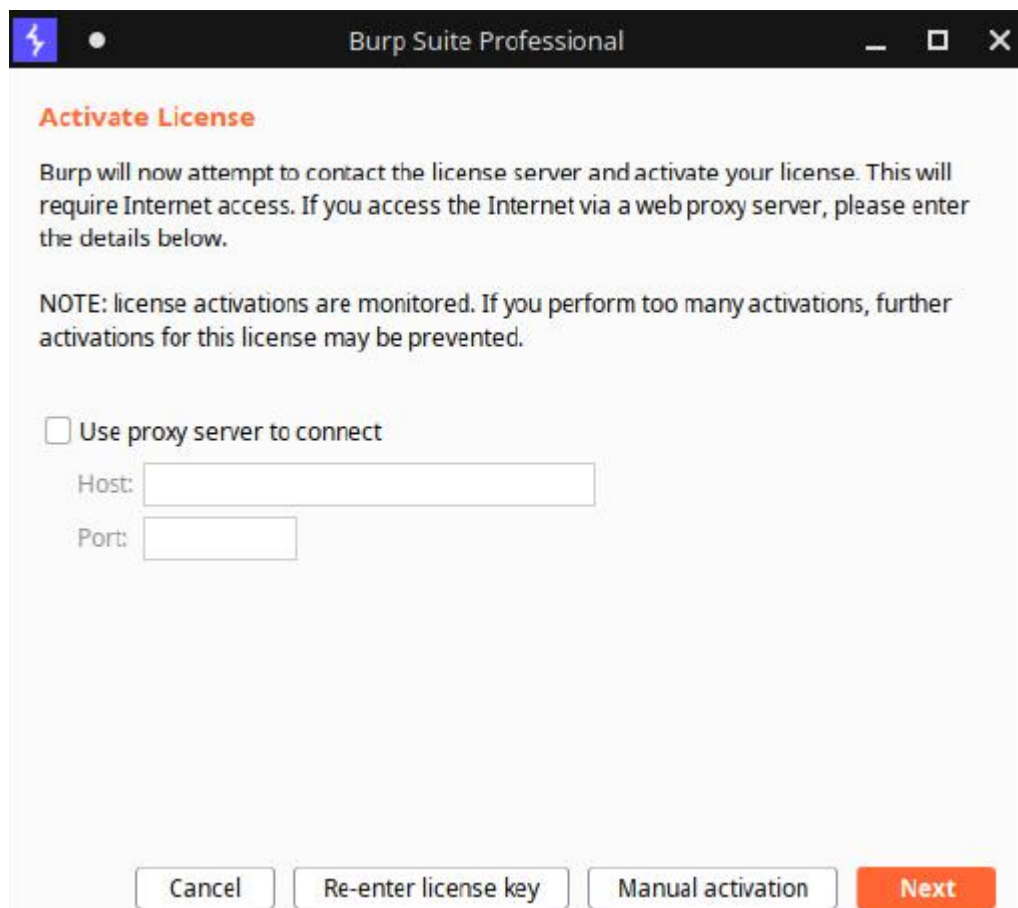 Burp Suite Professional
Activate License
Burp will now attempt to contact the license server and activate your license. This will
require Internet access. If you access the Internet via a web proxy server, please enter
the details below.
NOTE: license activations are monitored. If you perform too many activations, further
activations for this license may be prevented.
Use proxy server to connect
Host:
Port:
Cancel Re-enter license key Manual activation Next